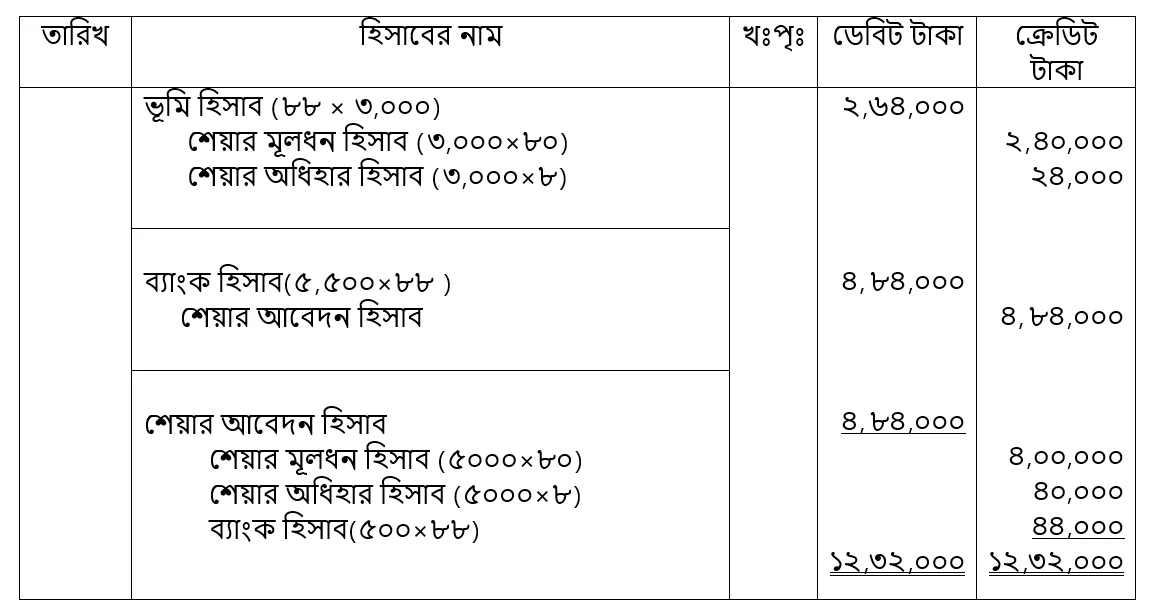 তারিখ হিসাবের নাম খঃপৃঃ ডেবিট টাকা ক্রেডিট টাকা
ভূমি হিসাব (৮৮ × ৩,০০০) ২,৬৪,০০০
শেয়ার মূলধন হিসাব (৩,০০০×৮০) ২,৪০,০০০
শেয়ার অধিহার হিসাব (৩,০০০×৮) ২৪,০০০
ব্যাংক হিসাব(৫,৫০০×৮৮ ) ৪,৮৪,০০০
শেয়ার আবেদন হিসাব ৪,৮৪,০০০
শেয়ার আবেদন হিসাব ৪,৮৪,০০০
শেয়ার মূলধন হিসাব (৫০০০×৮০) ৪,০০,০০০
শেয়ার অধিহার হিসাব (৫০০০×৮) ৪০,০০০
ব্যাংক হিসাব(৫০০×৮৮) ৪৪,০০০
১২,৩২,০০০ ১২,৩২,০০০